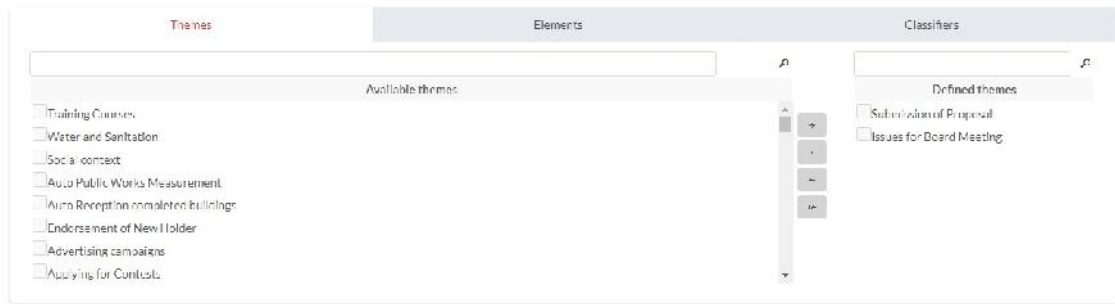 Themes
Elements
Classifiers
Available themes
Training Courses
Water and Sanitation
Social context
Auto Public Works Measurement
Auto Reception completed buildings
Endorsement of New Holder
Advertising campaigns
Applying for Contests
Defined themes
Submission of Proposal
Issues for Board Meeting